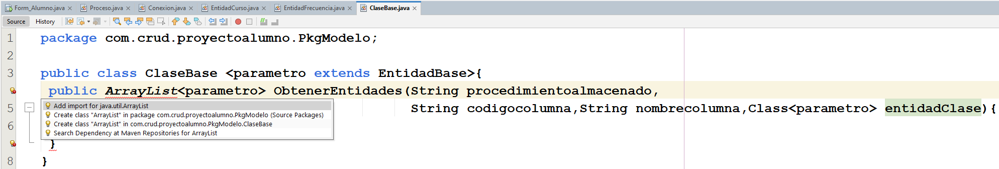 Form_Alumno.java Proceso.java Conexion.java EntidadCurso.java EntidadFrecuencia.java ClaseBase.java
Source History
1 package com.crud.proyectoalumno.PkgModelo;
2
3 public class ClaseBase <parametro extends EntidadBase>{
public ArrayList<parametro> ObtenerEntidades(String procedimientoalmacenado,
5 String codigocolumna,String nombrecolumna,Class<parametro> entidadClase){
Add import for java.util.ArrayList
Create class "ArrayList" in package com.crud.proyectoalumno.PkgModelo (Source Packages)
Create class "ArrayList" in com.crud.proyectoalumno.PkgModelo.ClaseBase
Search Dependency at Maven Repositories for ArrayList
6
}
8 }